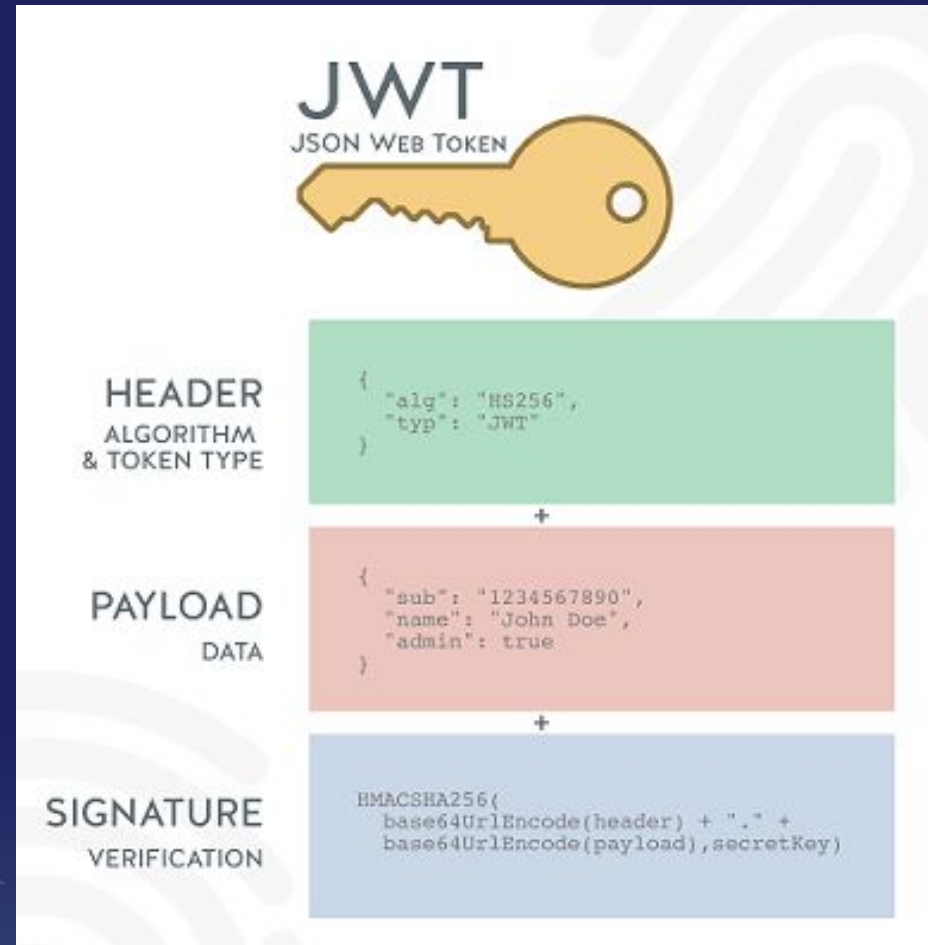 JWT
JSON WEB TOKEN
HEADER
ALGORITHM
& TOKEN TYPE
{
"alg": "HS256",
"typ": "JWT"
}
+
PAYLOAD
DATA
{
"sub": "1234567890",
"name": "John Doe",
"admin": true
}
+
SIGNATURE
VERIFICATION
HMACSHA256(
base64UrlEncode(header) + "." +
base64UrlEncode(payload),secretKey)